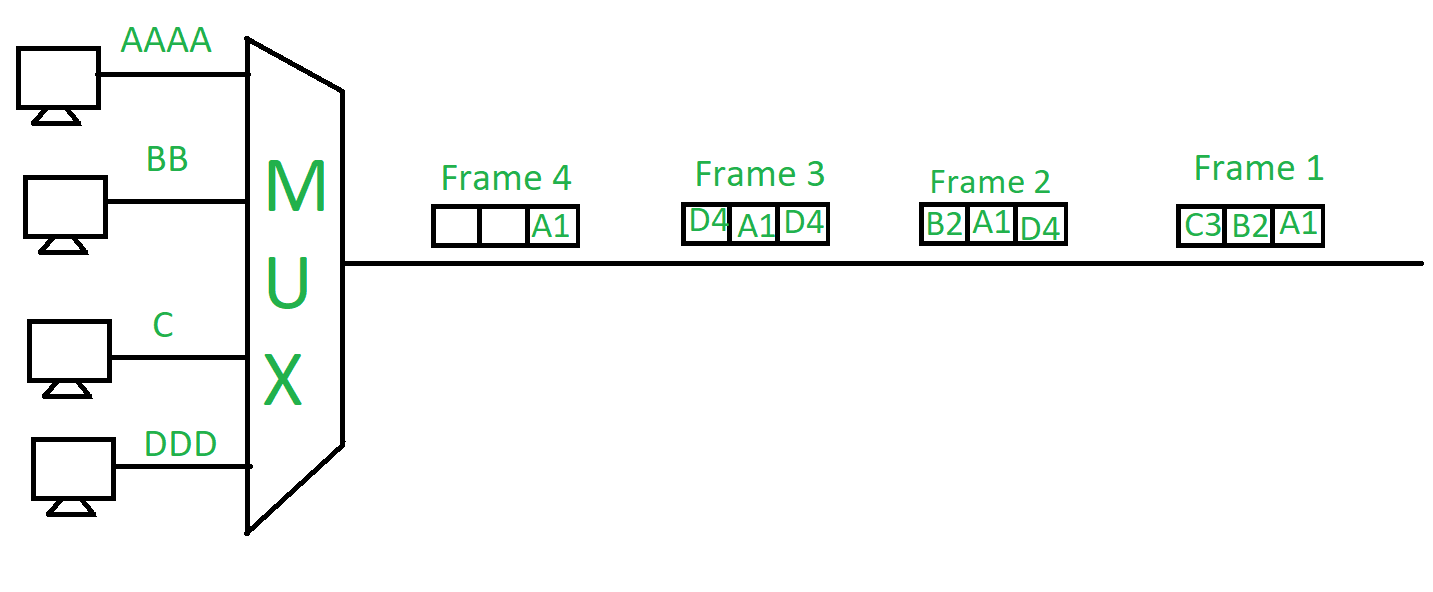 AAAA
BB
C
DDD
M
U
X
Frame 4
A1
Frame 3
D4 A1 D4
Frame 2
B2 A1 D4
Frame 1
C3 B2 A1